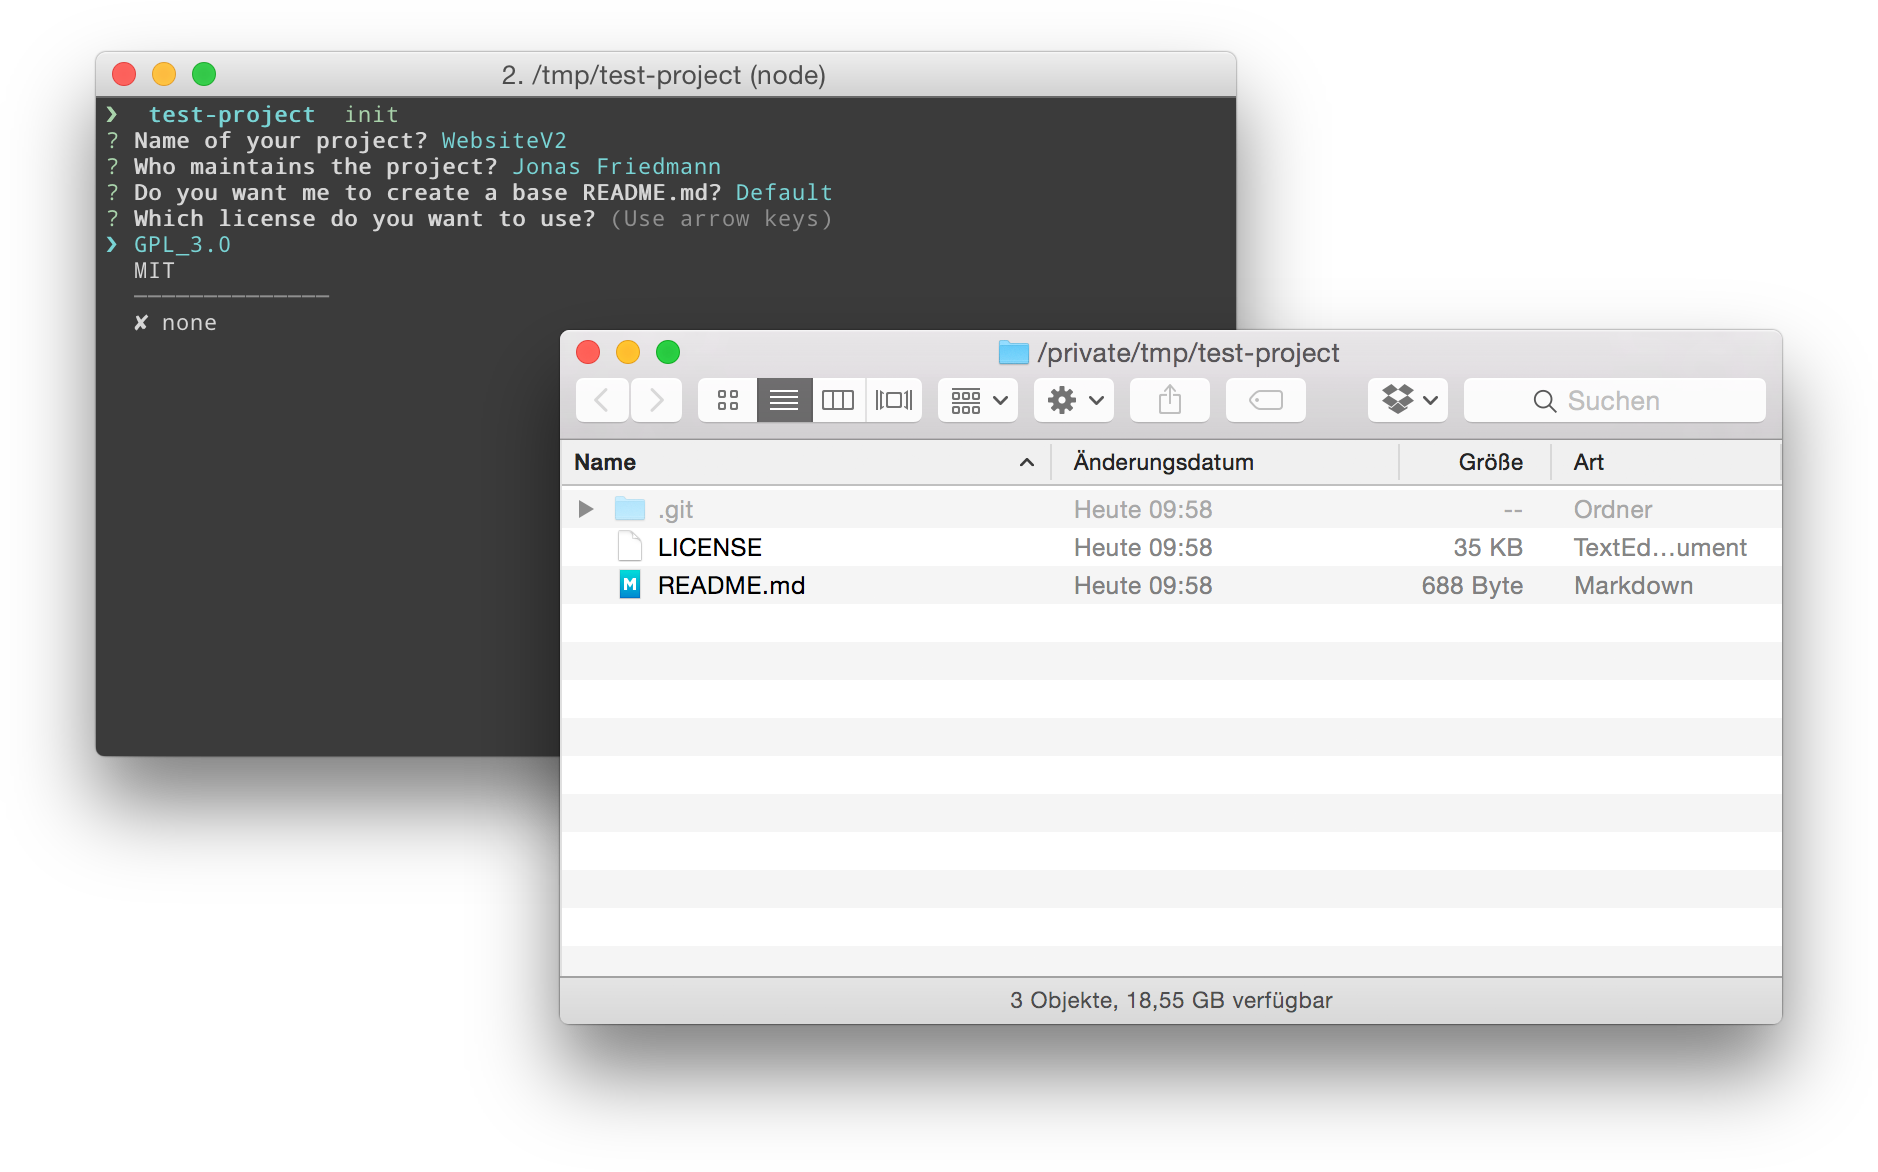 2. /tmp/test-project (node)
❯ test-project init
? Name of your project? WebsiteV2
? Who maintains the project? Jonas Friedmann
? Do you want me to create a base README.md? Default
? Which license do you want to use? (Use arrow keys)
❯ GPL_3.0
MIT
──────────────
✘ none
/private/tmp/test-project
Suchen
Name Änderungsdatum Größe Art
.git Heute 09:58 -- Ordner
LICENSE Heute 09:58 35 KB TextEd...ument
M README.md Heute 09:58 688 Byte Markdown
3 Objekte, 18,55 GB verfügbar